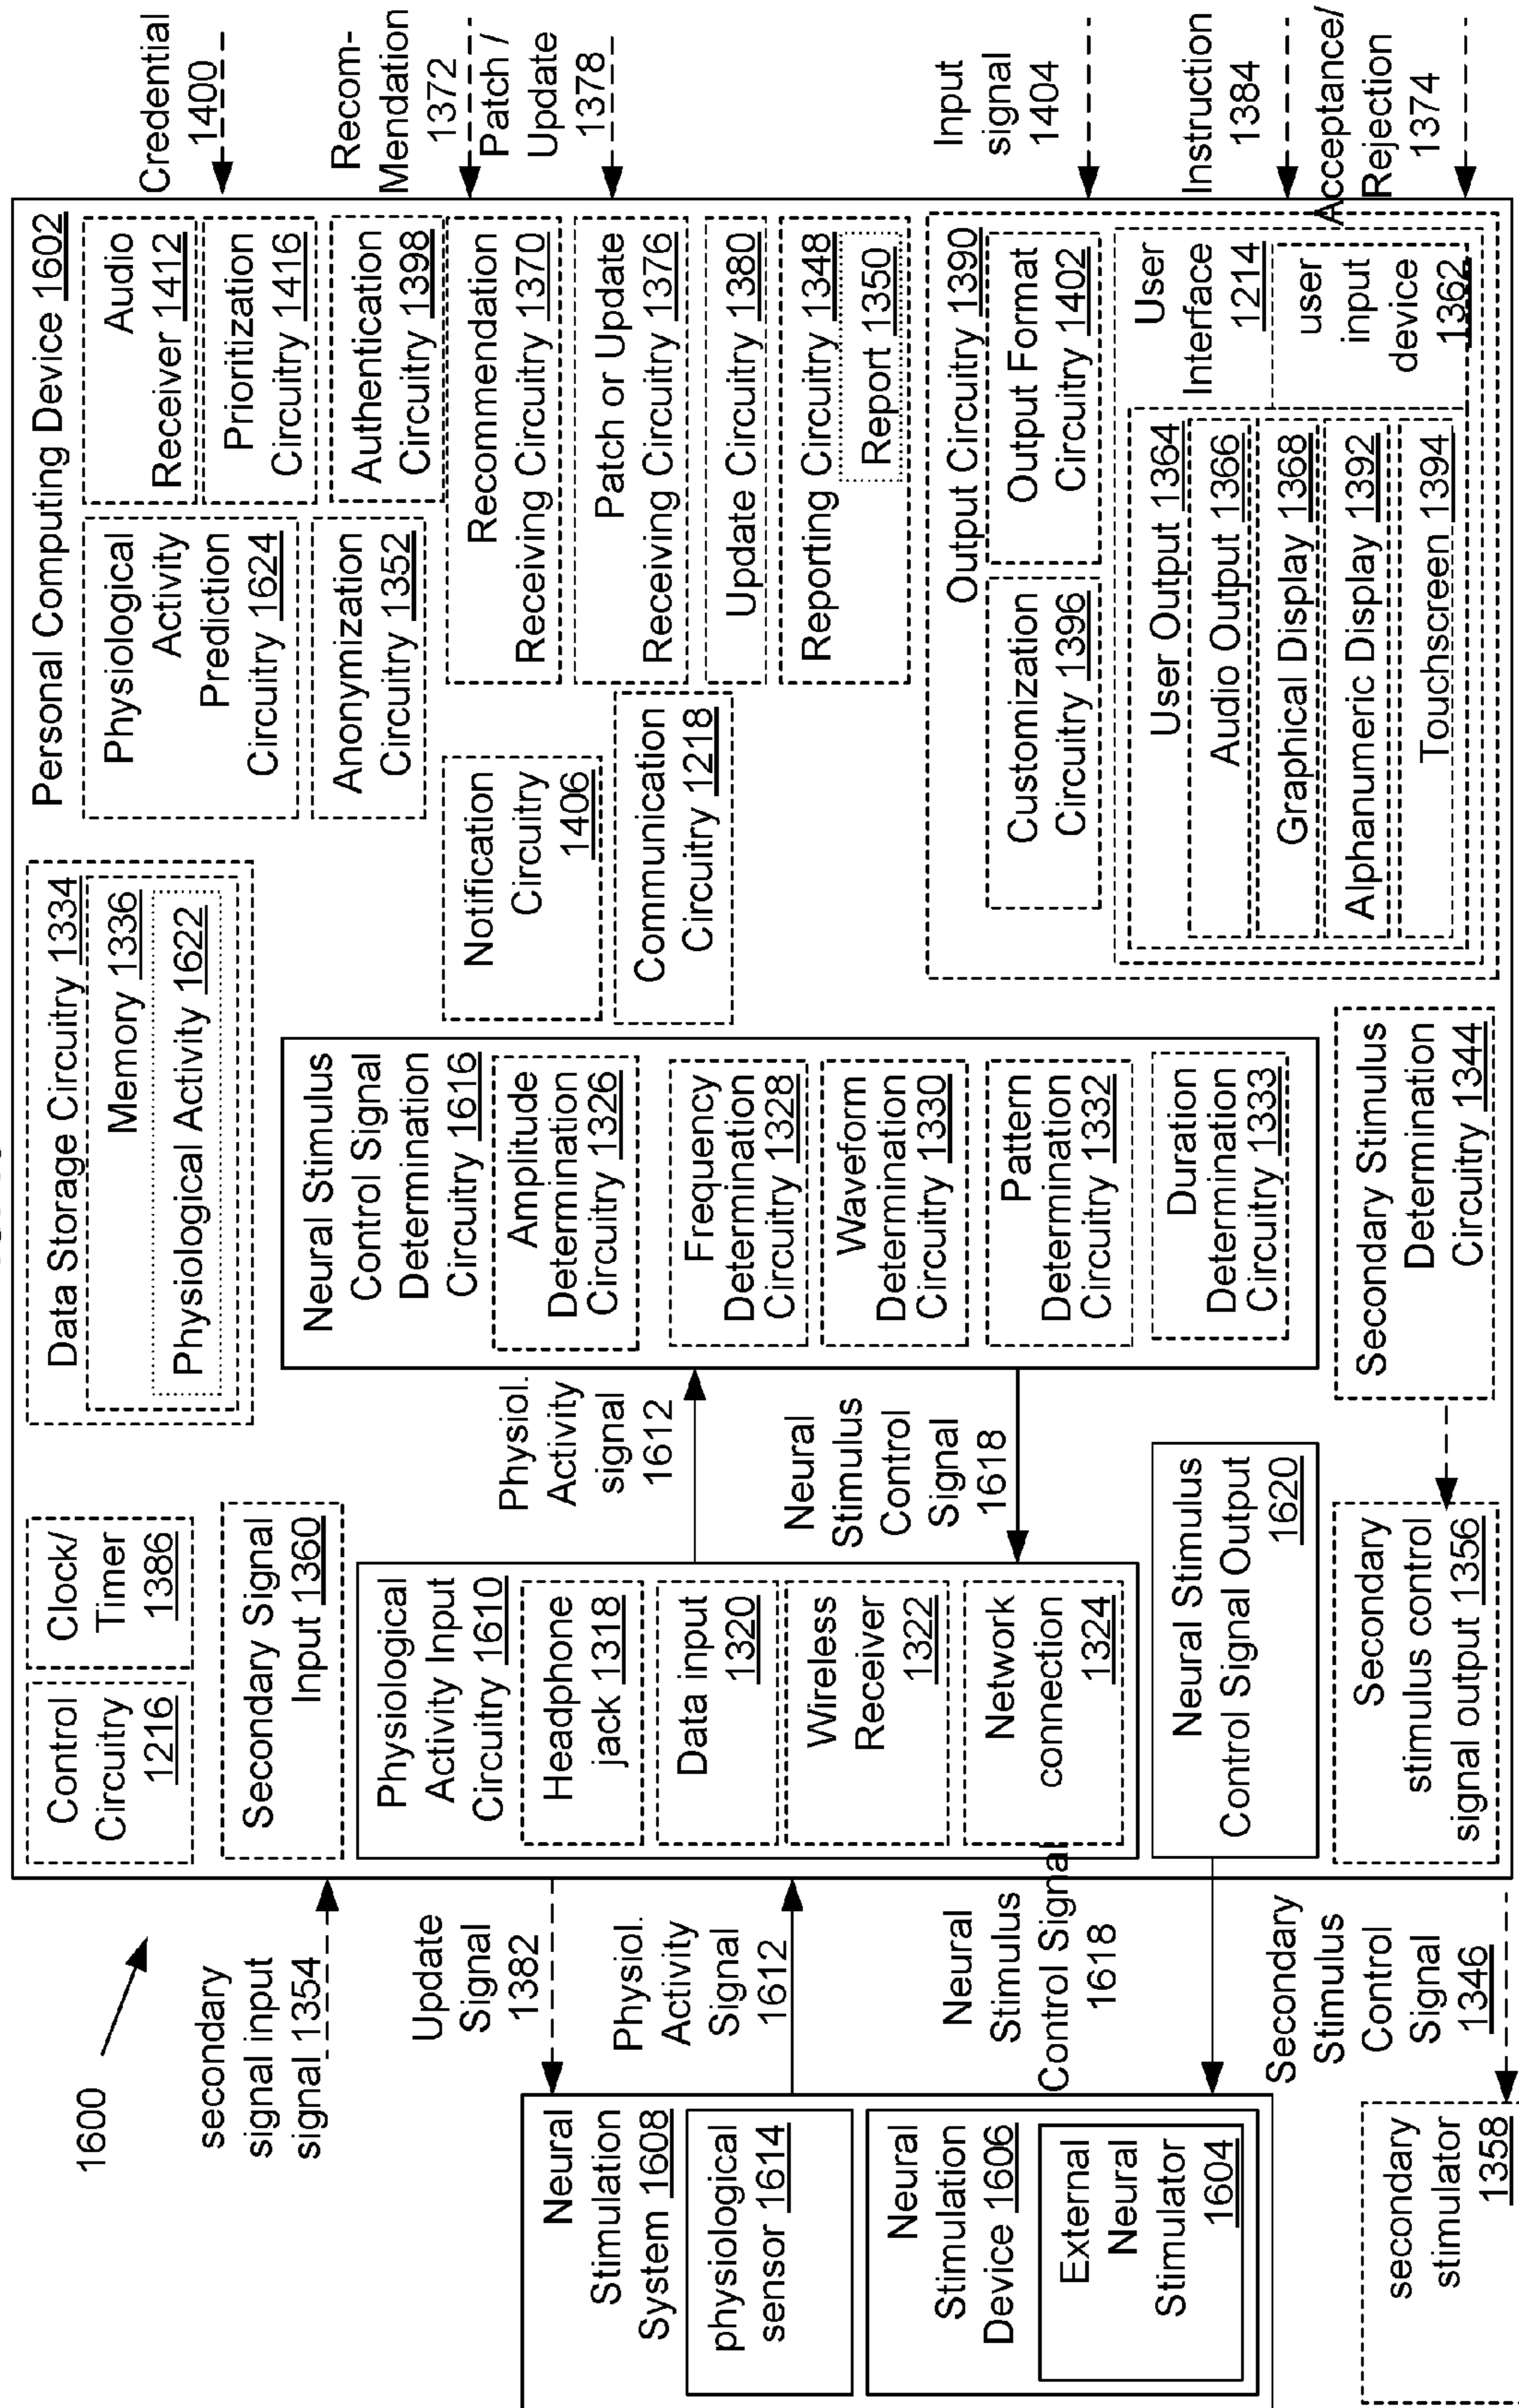 1600
secondary
signal input
signal 1354
Update
Signal
1382
Physiol.
Activity
Signal
1612
Neural
Stimulus
Control Signal
1618
Secondary
Stimulus
Control
Signal
1346
Neural
Stimulation
System 1608
physiological
sensor 1614
Neural
Stimulation
Device 1606
External
Neural
Stimulator
1604
secondary
stimulator
1358
Personal Computing Device 1602
Control
Circuitry
1216
Clock/
Timer
1386
Secondary Signal
Input 1360
Physiological
Activity Input
Circuitry 1610
Headphone
jack 1318
Data input
1320
Wireless
Receiver
1322
Network
connection
1324
Neural Stimulus
Control Signal Output
1620
Secondary
stimulus control
signal output 1356
Physiol.
Activity
signal
1612
Neural
Stimulus
Control
Signal
1618
Data Storage Circuitry 1334
Memory 1336
Physiological Activity 1622
Neural Stimulus
Control Signal
Determination
Circuitry 1616
Amplitude
Determination
Circuitry 1326
Frequency
Determination
Circuitry 1328
Waveform
Determination
Circuitry 1330
Pattern
Determination
Circuitry 1332
Duration
Determination
Circuitry 1333
Secondary Stimulus
Determination
Circuitry 1344
Physiological
Activity
Prediction
Circuitry 1624
Anonymization
Circuitry 1352
Notification
Circuitry
1406
Communication
Circuitry 1218
Audio
Receiver 1412
Prioritization
Circuitry 1416
Authentication
Circuitry 1398
Recommendation
Receiving Circuitry 1370
Patch or Update
Receiving Circuitry 1376
Update Circuitry 1380
Reporting Circuitry 1348
Report 1350
Output Circuitry 1390
Customization
Circuitry 1396
Output Format
Circuitry 1402
User
Interface
1214
User Output 1364
Audio Output 1366
Graphical Display 1368
Alphanumeric Display 1392
Touchscreen 1394
user
input
device
1362
Credential
1400
Recom-
Mendation
1372
Patch /
Update
1378
Input
signal
1404
Instruction
1384
Acceptance/
Rejection
1374